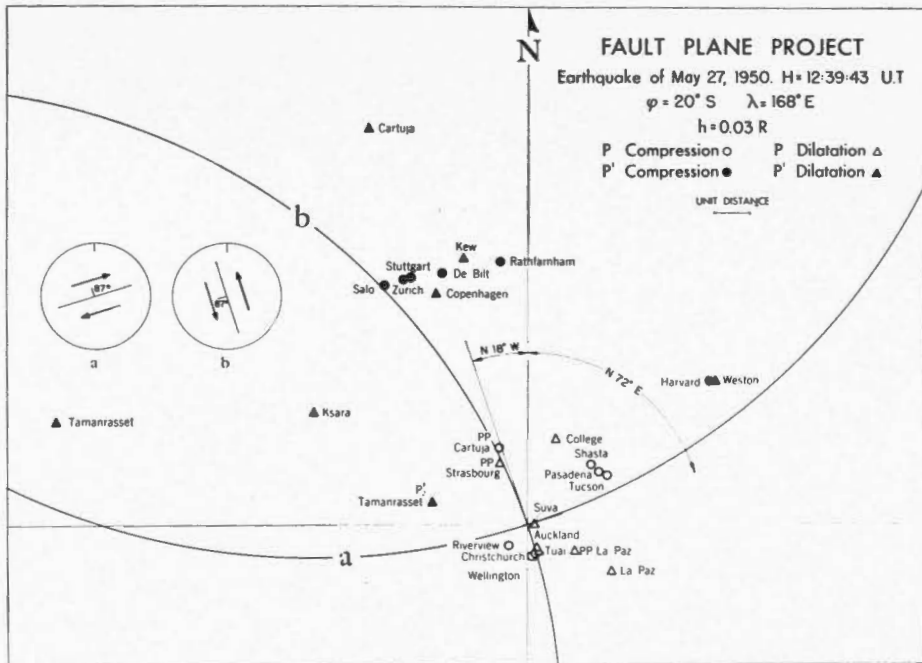 N
FAULT PLANE PROJECT
Earthquake of May 27, 1950. H=12:39:43 U.T
φ = 20° S λ = 168° E
h = 0.03 R
P Compression ○ P Dilatation △
P' Compression ● P' Dilatation ▲
UNIT DISTANCE
Cartuja
b
Kew
Rathfarnham
Stuttgart
De Bilt
Salo Zurich
Copenhagen
87°
87°
a
b
N 18° W
N 72° E
Harvard Weston
Tamanrasset
Ksara
PP
Cartuja
College
Shasta
PP
Strasbourg
Pasadena
Tucson
P'
Tamanrasset
Suva
Auckland
Riverview
Tuai
PP La Paz
Christchurch
a
La Paz
Wellington